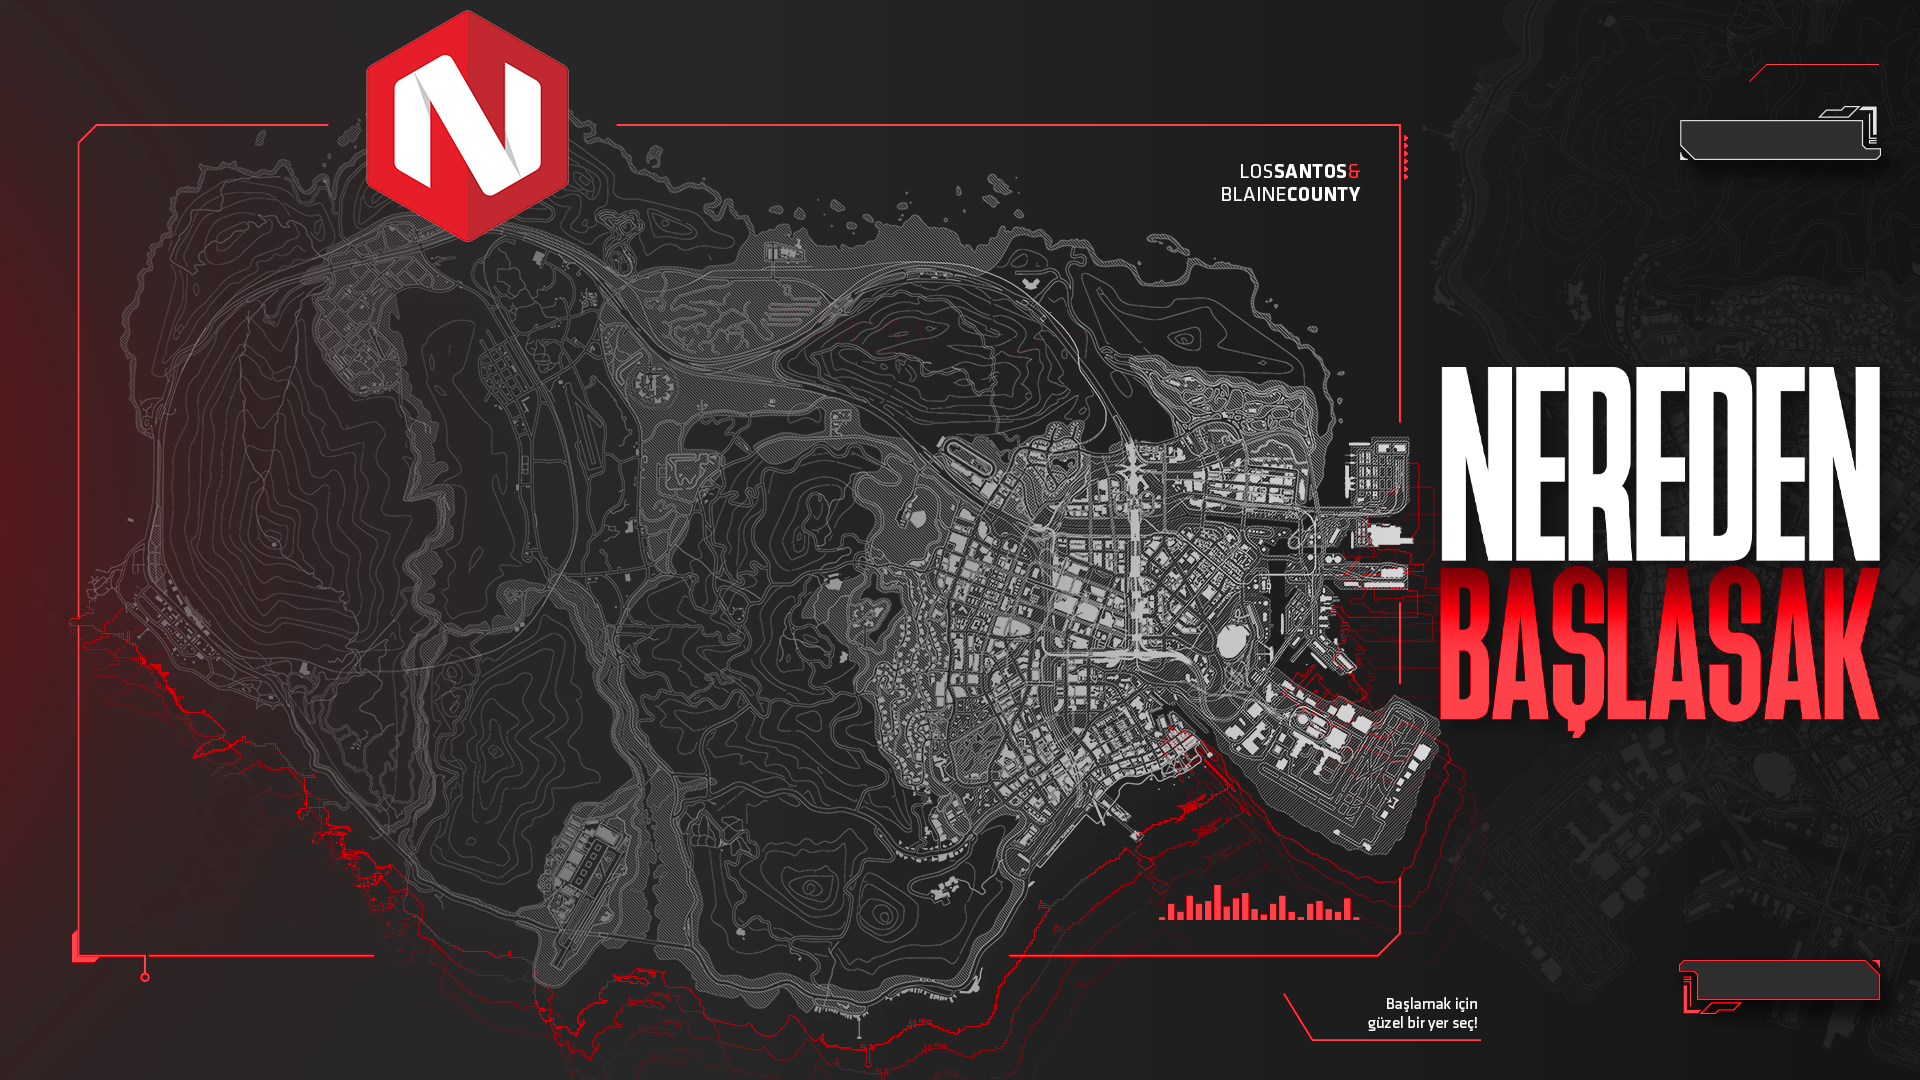 N
LOSSANTOS&
BLAINECOUNTY
NEREDEN
BAŞLASAK
Başlamak için
güzel bir yer seç!